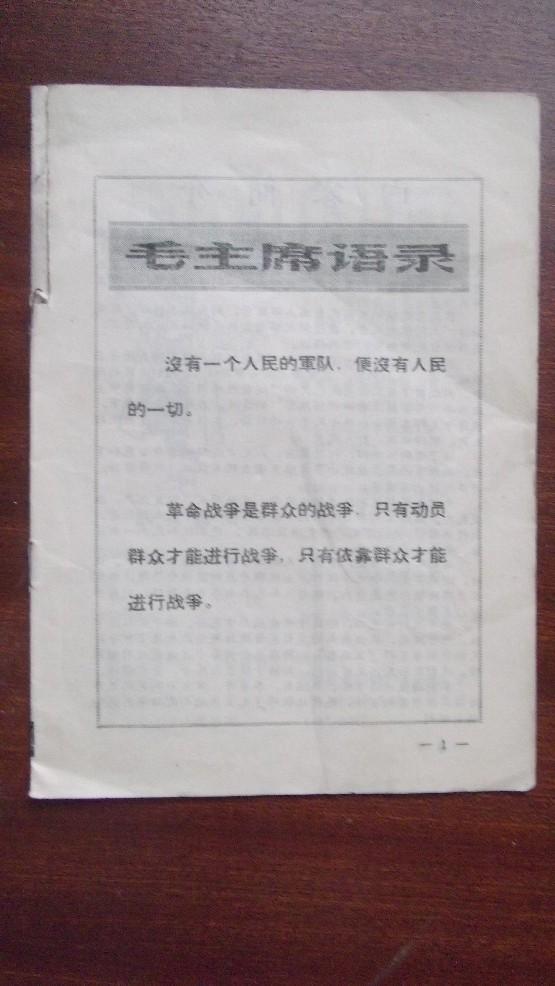 毛主席语录
沒有一个人民的軍队，便沒有人民
的一切。
革命战爭是群众的战爭，只有动员
群众才能进行战爭，只有依靠群众才能
进行战爭。
— 1 —